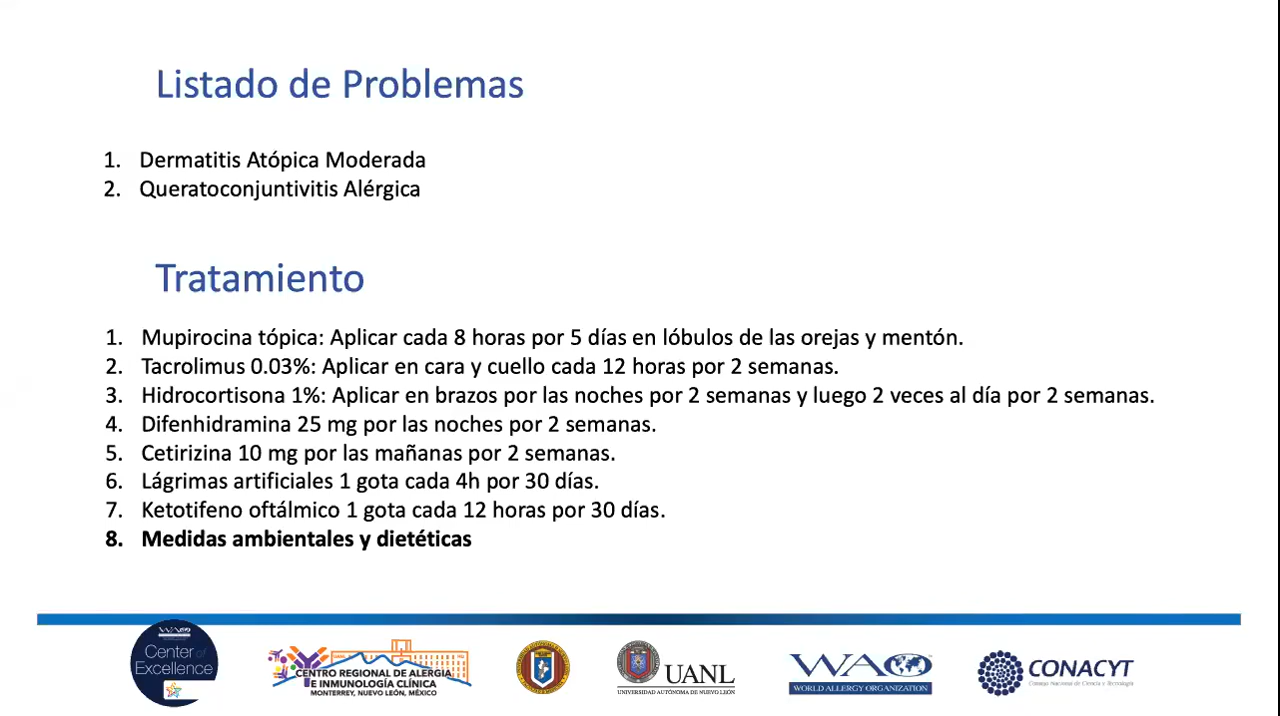 Listado de Problemas
1. Dermatitis Atópica Moderada
2. Queratoconjuntivitis Alérgica
Tratamiento
1. Mupirocina tópica: Aplicar cada 8 horas por 5 días en lóbulos de las orejas y mentón.
2. Tacrolimus 0.03%: Aplicar en cara y cuello cada 12 horas por 2 semanas.
3. Hidrocortisona 1%: Aplicar en brazos por las noches por 2 semanas y luego 2 veces al día por 2 semanas.
4. Difenhidramina 25 mg por las noches por 2 semanas.
5. Cetirizina 10 mg por las mañanas por 2 semanas.
6. Lágrimas artificiales 1 gota cada 4h por 30 días.
7. Ketotifeno oftálmico 1 gota cada 12 horas por 30 días.
8. Medidas ambientales y dietéticas
WAO
Center of
Excellence
CENTRO REGIONAL DE ALERGIA
E INMUNOLOGÍA CLÍNICA
MONTERREY, NUEVO LEÓN, MÉXICO
UANL
UNIVERSIDAD AUTÓNOMA DE NUEVO LEÓN
WAO
WORLD ALLERGY ORGANIZATION
CONACYT
Consejo Nacional de Ciencia y Tecnología